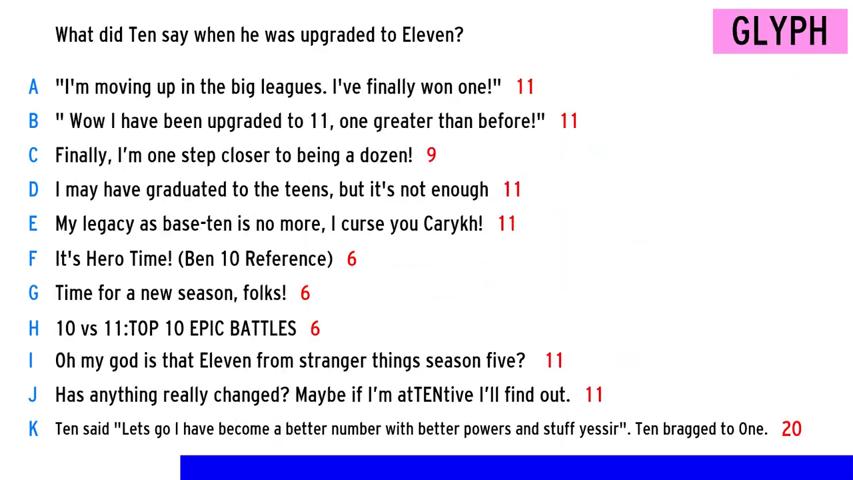 What did Ten say when he was upgraded to Eleven?
GLYPH
A "I'm moving up in the big leagues. I've finally won one!" 11
B " Wow I have been upgraded to 11, one greater than before!" 11
C Finally, I'm one step closer to being a dozen! 9
D I may have graduated to the teens, but it's not enough 11
E My legacy as base-ten is no more, I curse you Carykh! 11
F It's Hero Time! (Ben 10 Reference) 6
G Time for a new season, folks! 6
H 10 vs 11:TOP 10 EPIC BATTLES 6
I Oh my god is that Eleven from stranger things season five? 11
J Has anything really changed? Maybe if I'm atTENtive I'll find out. 11
K Ten said "Lets go I have become a better number with better powers and stuff yessir". Ten bragged to One. 20